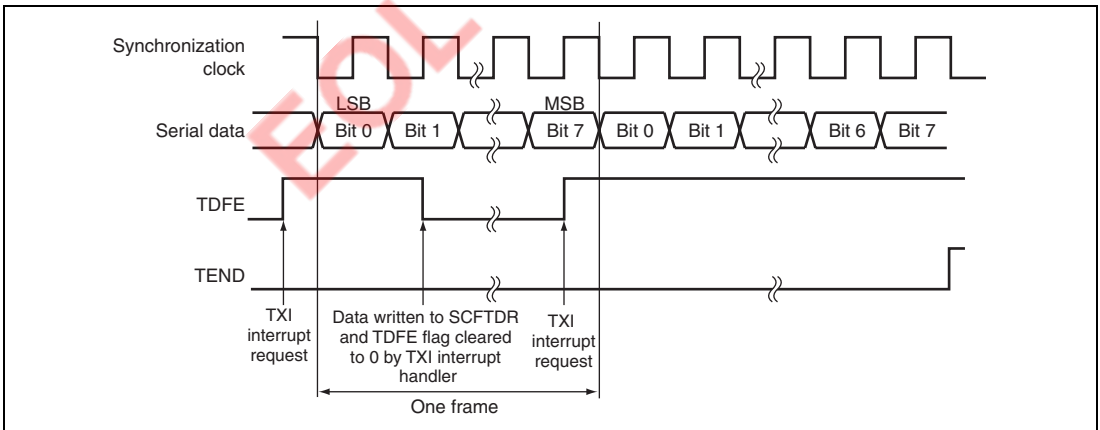 EOL
Synchronization
clock
LSB
MSB
Serial data
Bit 0
Bit 1
Bit 7
Bit 0
Bit 1
Bit 6
Bit 7
TDFE
TEND
TXI
interrupt
request
Data written to SCFTDR
and TDFE flag cleared
to 0 by TXI interrupt
handler
TXI
interrupt
request
One frame